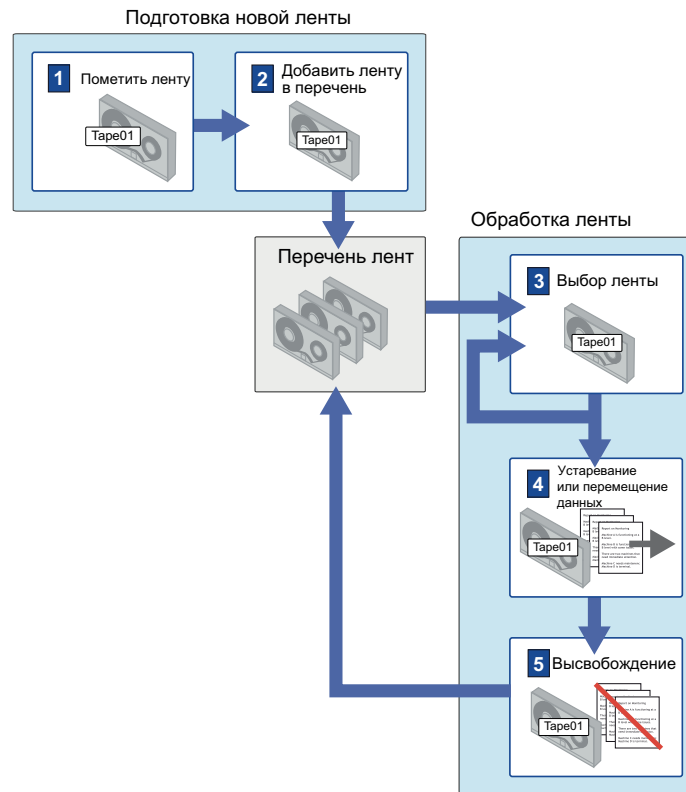 Подготовка новой ленты
1 Пометить ленту
Tape01
2 Добавить ленту
в перечень
Tape01
Перечень лент
Обработка ленты
3 Выбор ленты
Tape01
4 Устаревание
или перемещение
данных
Tape01
5 Высвобождение
Tape01